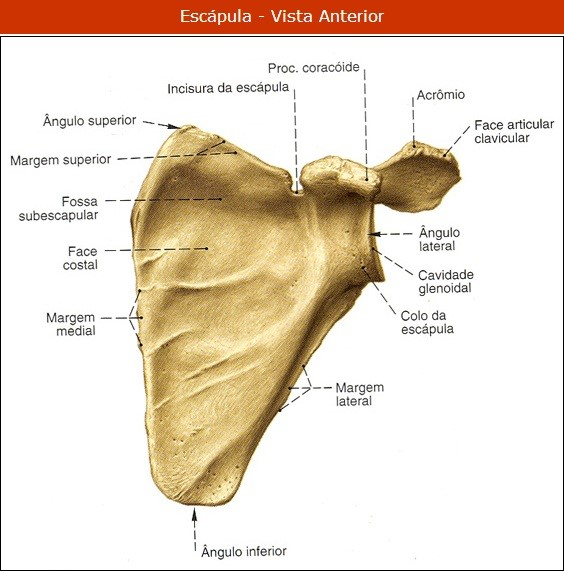 Escápula - Vista Anterior
Proc. coracóide
Incisura da escápula
Acrômio
Ângulo superior
Face articular
clavicular
Margem superior
Fossa
subescapular
Ângulo
lateral
Face
costal
Cavidade
glenoidal
Margem
medial
Colo da
escápula
Margem
lateral
Ângulo inferior